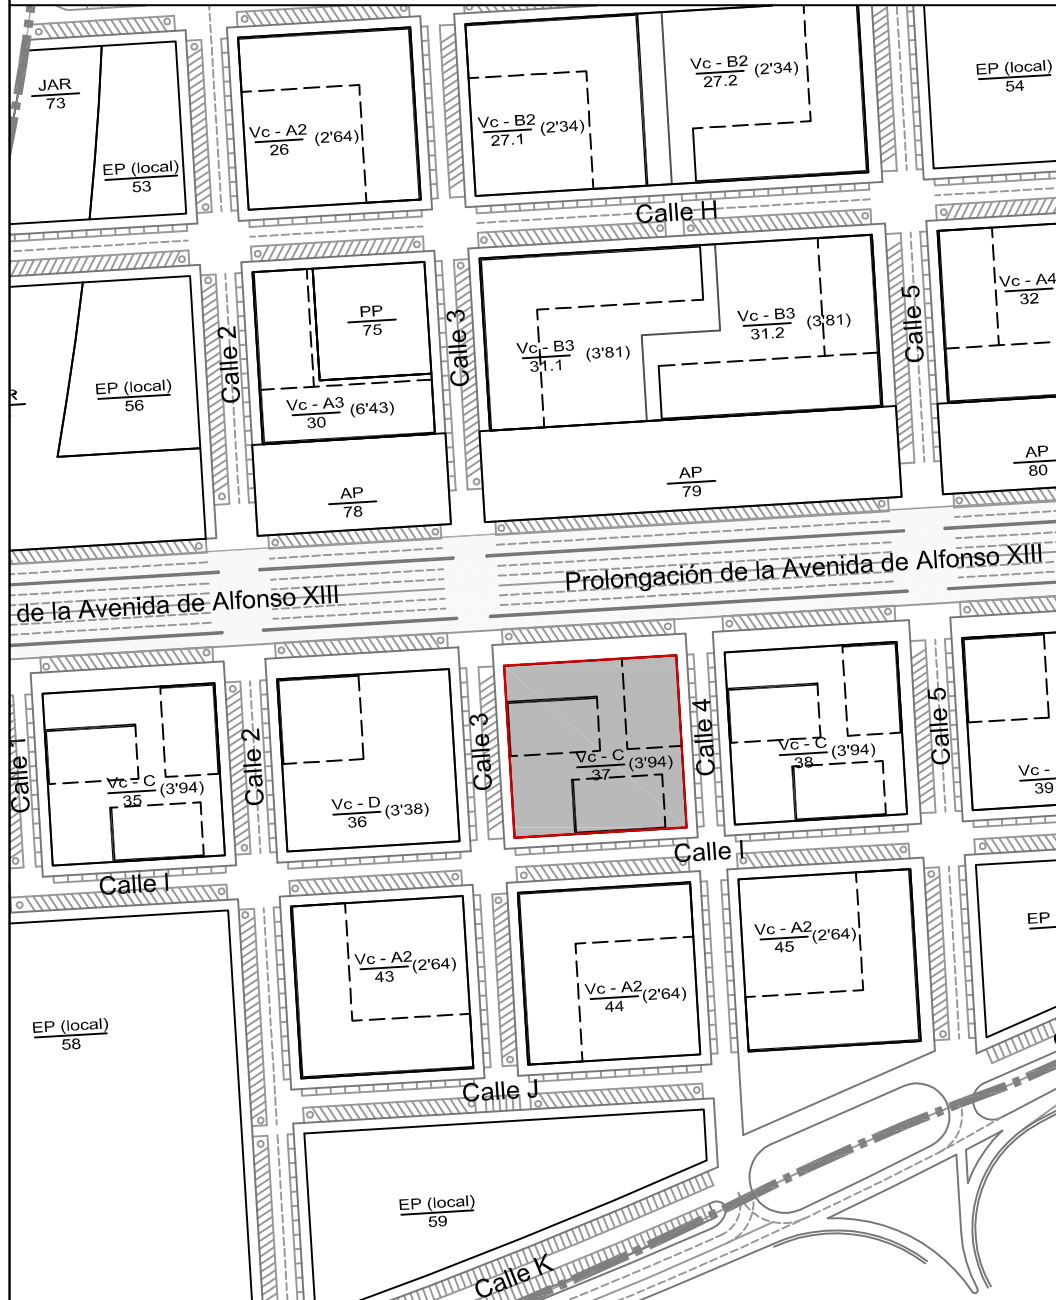 JAR
73
EP (local)
53
Vc - A2 (2'64)
26
Vc - B2 (2'34)
27.1
Vc - B2 (2'34)
27.2
EP (local)
54
Calle H
EP (local)
56
Calle 2
PP
75
Vc - A3 (6'43)
30
Calle 3
Vc - B3 (3'81)
31.1
Vc - B3 (3'81)
31.2
Calle 5
Vc - A4
32
AP
78
AP
79
AP
80
de la Avenida de Alfonso XIII
Prolongación de la Avenida de Alfonso XIII
Calle 1
Vc - C (3'94)
35
Calle 2
Vc - D (3'38)
36
Calle 3
Vc - C (3'94)
37
Calle 4
Vc - C (3'94)
38
Calle 5
Vc -
39
Calle I
Calle I
EP (local)
58
Vc - A2 (2'64)
43
Vc - A2 (2'64)
44
Vc - A2 (2'64)
45
EP
Calle J
EP (local)
59
Calle K